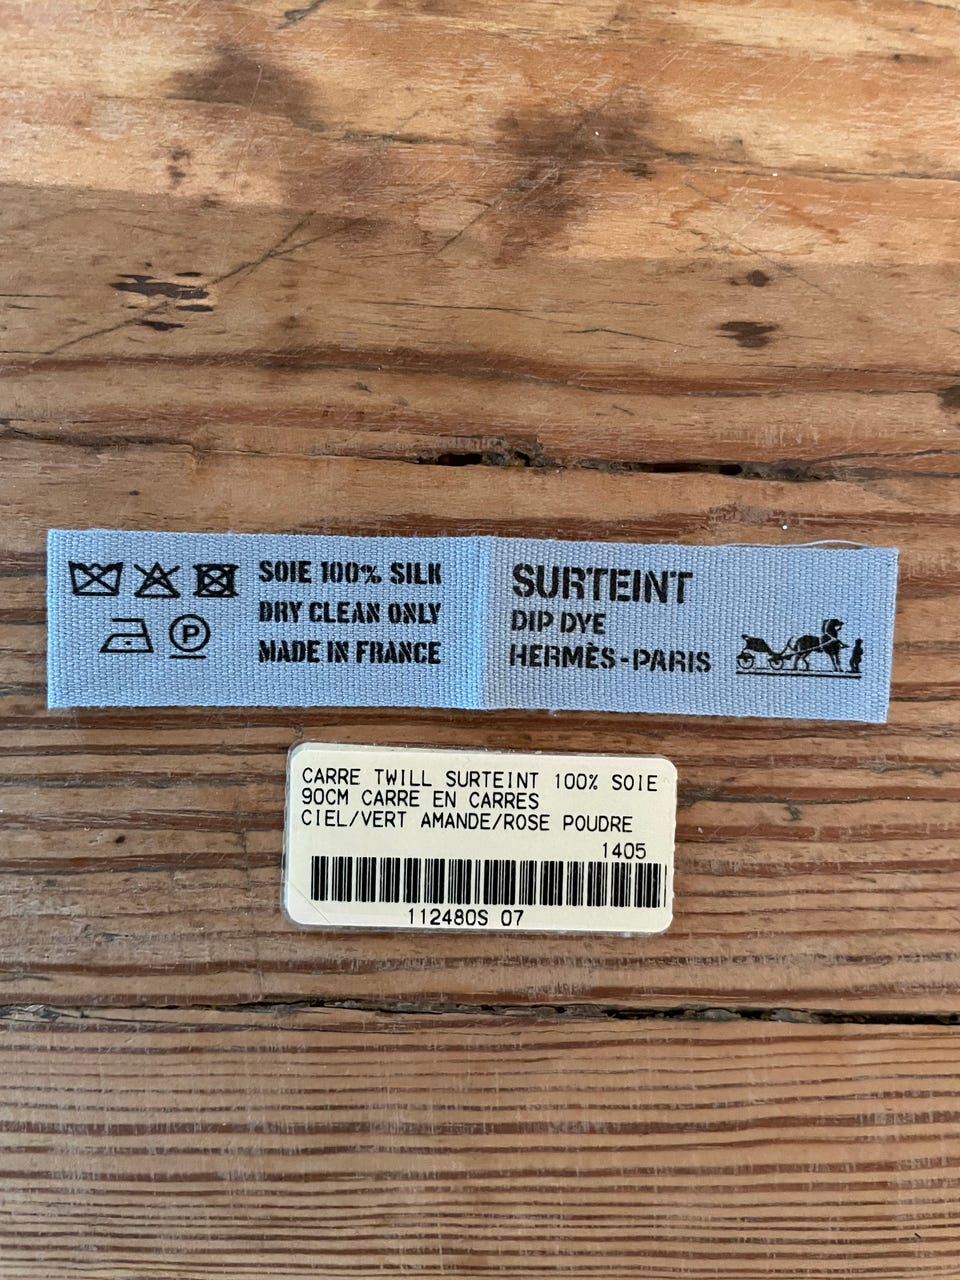 SOIE 100% SILK
DRY CLEAN ONLY
MADE IN FRANCE
P
SURTEINT
DIP DYE
HERMÈS-PARIS
CARRE TWILL SURTEINT 100% SOIE
90CM CARRE EN CARRES
CIEL/VERT AMANDE/ROSE POUDRE
1405
112480S 07